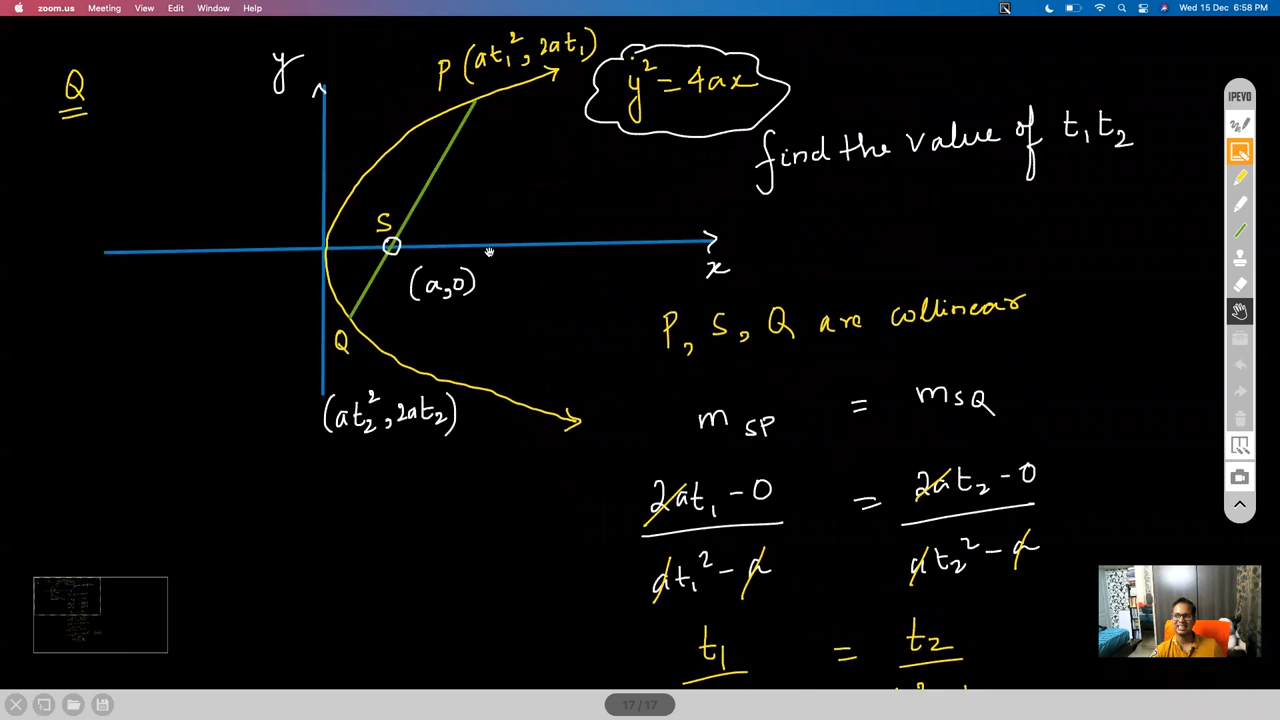 zoom.us Meeting View Edit Window Help Wed 15 Dec 6:58 PM
Q
y
P (at₁², 2at₁)
y² = 4ax
find the value of t₁t₂
IPEVO
S
(a,0)
x
Q
(at₂², 2at₂)
P, S, Q are collinear
m SP = m SQ
2at₁ - 0 = 2at₂ - 0
at₁² - a at₂² - a
t₁ = t₂
17 / 17